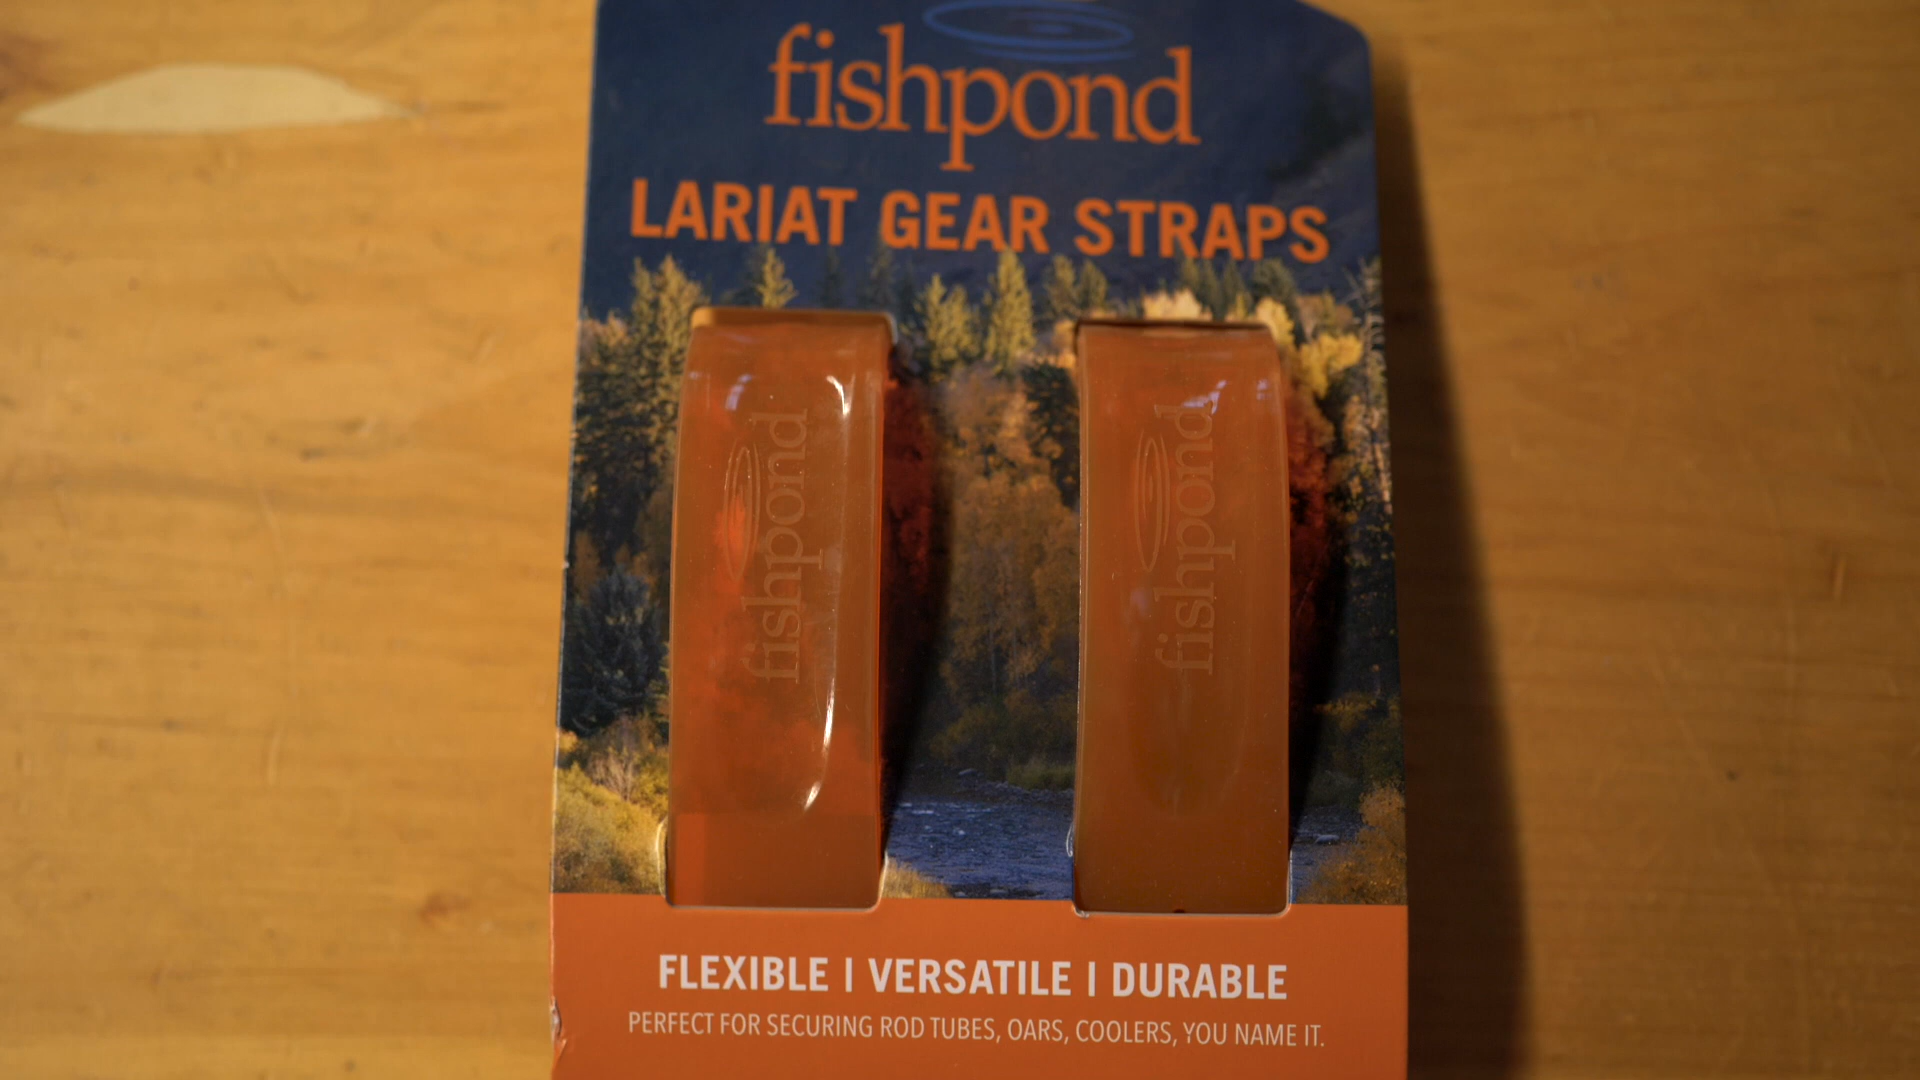 fishpond
LARIAT GEAR STRAPS
fishpond
fishpond
FLEXIBLE | VERSATILE | DURABLE
PERFECT FOR SECURING ROD TUBES, OARS, COOLERS, YOU NAME IT.